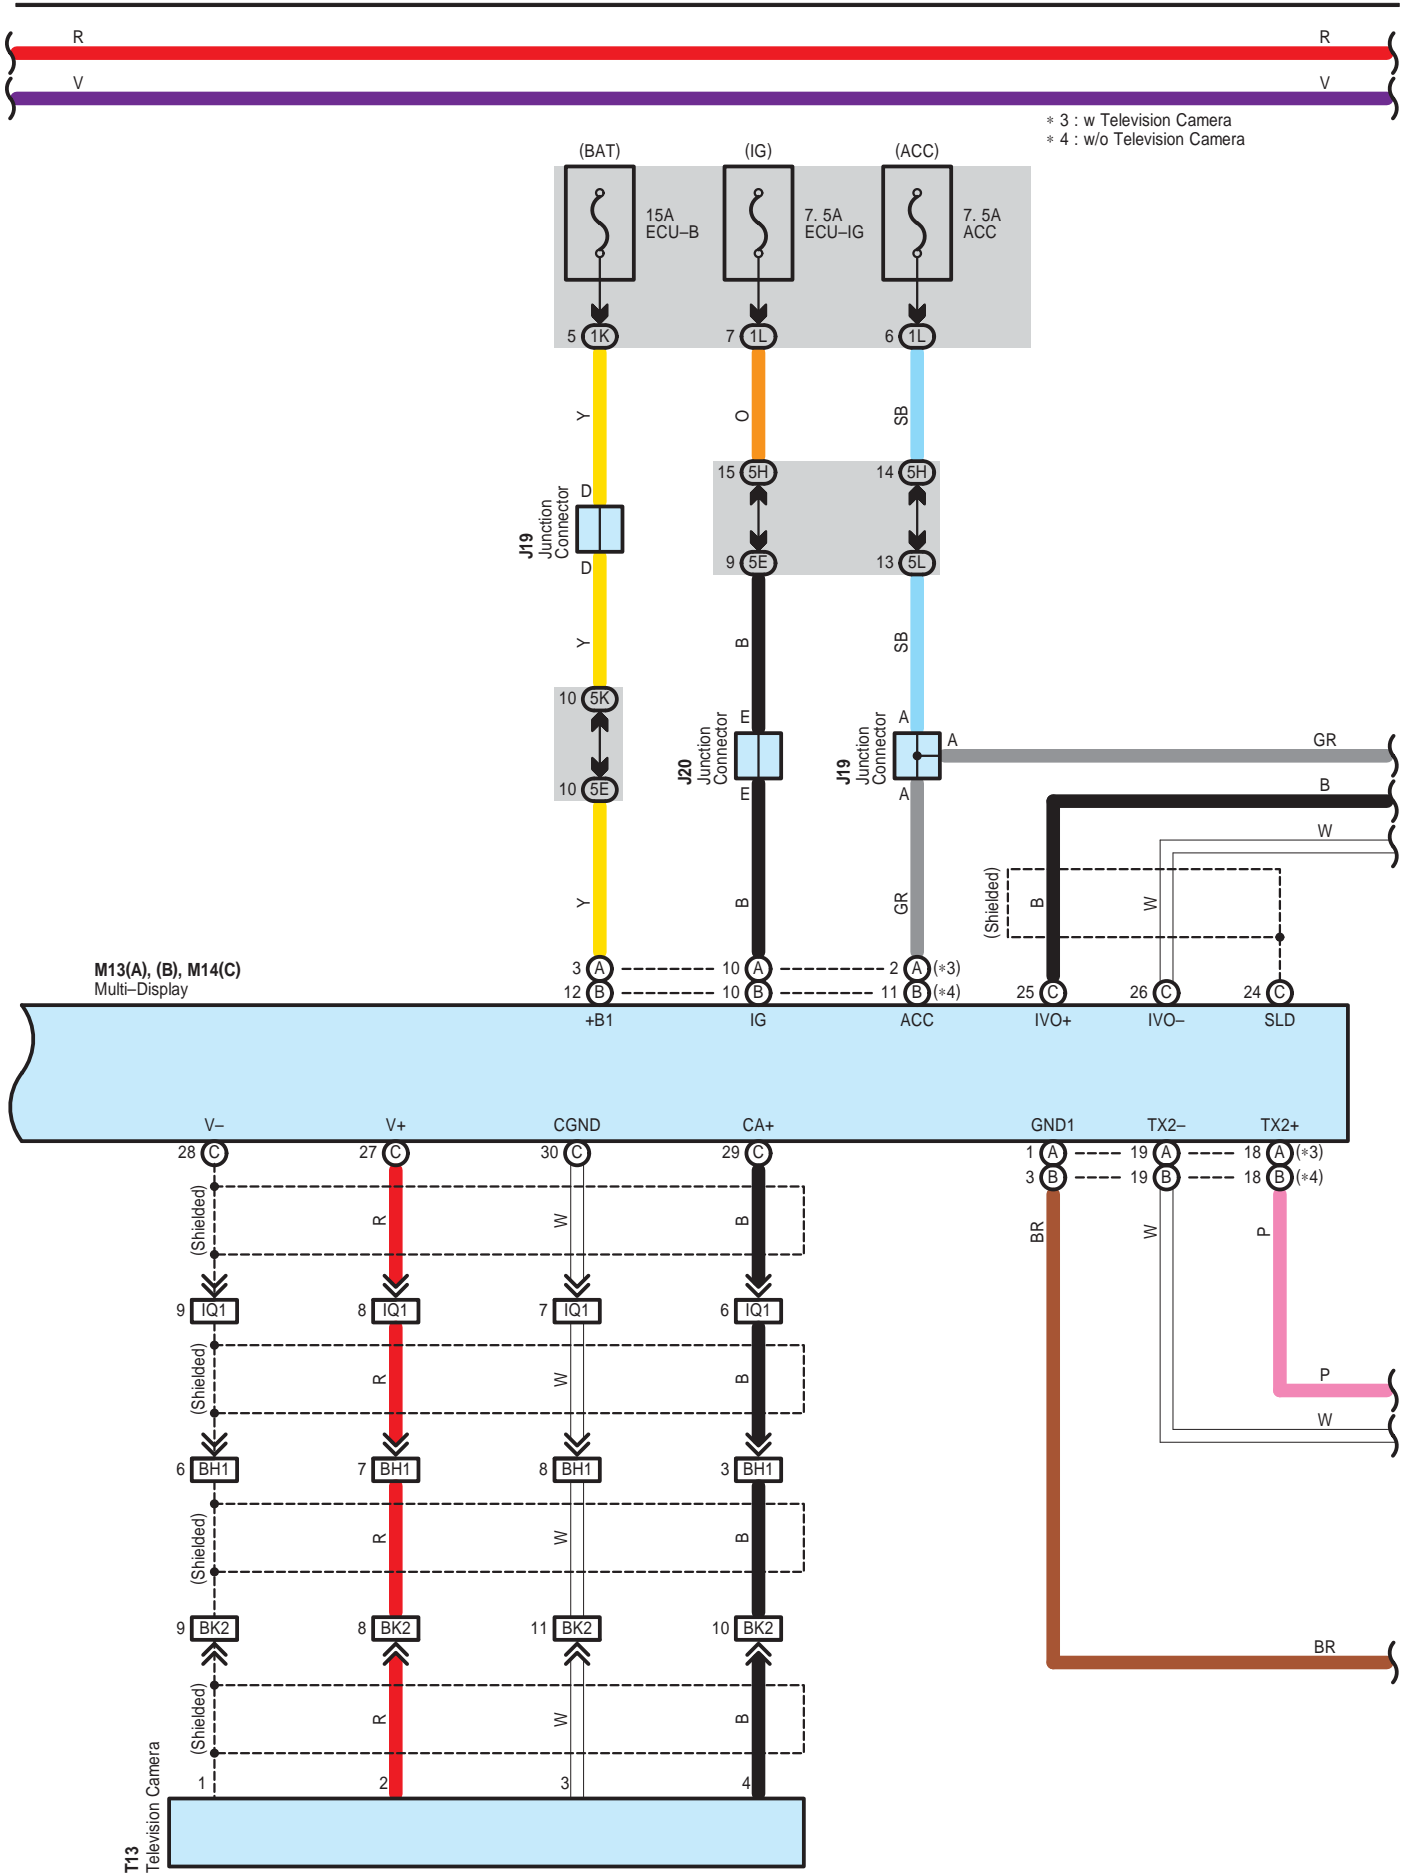 R R
V V
∗ 3 : w Television Camera
∗ 4 : w/o Television Camera
(BAT) (IG) (ACC)
15A 7. 5A 7. 5A
ECU–B ECU–IG ACC
5 1K 7 1L 6 1L
Y O SB
15 5H 14 5H
D
J19
Junction
Connector
D
9 5E 13 5L
Y B SB
10 5K
E A
J20
Junction
Connector
J19
Junction
Connector
A GR
10 5E E A
B
W
(Shielded)
Y B GR B W
M13(A), (B), M14(C)
Multi–Display
3 A 10 A 2 A (∗3)
12 B 10 B 11 B (∗4) 25 C 26 C 24 C
+B1 IG ACC IVO+ IVO– SLD
V– V+ CGND CA+ GND1 TX2– TX2+
28 C 27 C 30 C 29 C 1 A 19 A 18 A (∗3)
3 B 19 B 18 B (∗4)
(Shielded) R W B BR W P
9 IQ1 8 IQ1 7 IQ1 6 IQ1
(Shielded) R W B P
W
6 BH1 7 BH1 8 BH1 3 BH1
(Shielded) R W B
9 BK2 8 BK2 11 BK2 10 BK2
BR
(Shielded) R W B
1 2 3 4
T13
Television Camera